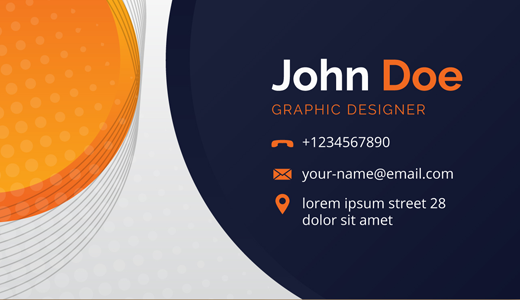 John Doe
GRAPHIC DESIGNER
+1234567890
your-name@email.com
lorem ipsum street 28
dolor sit amet